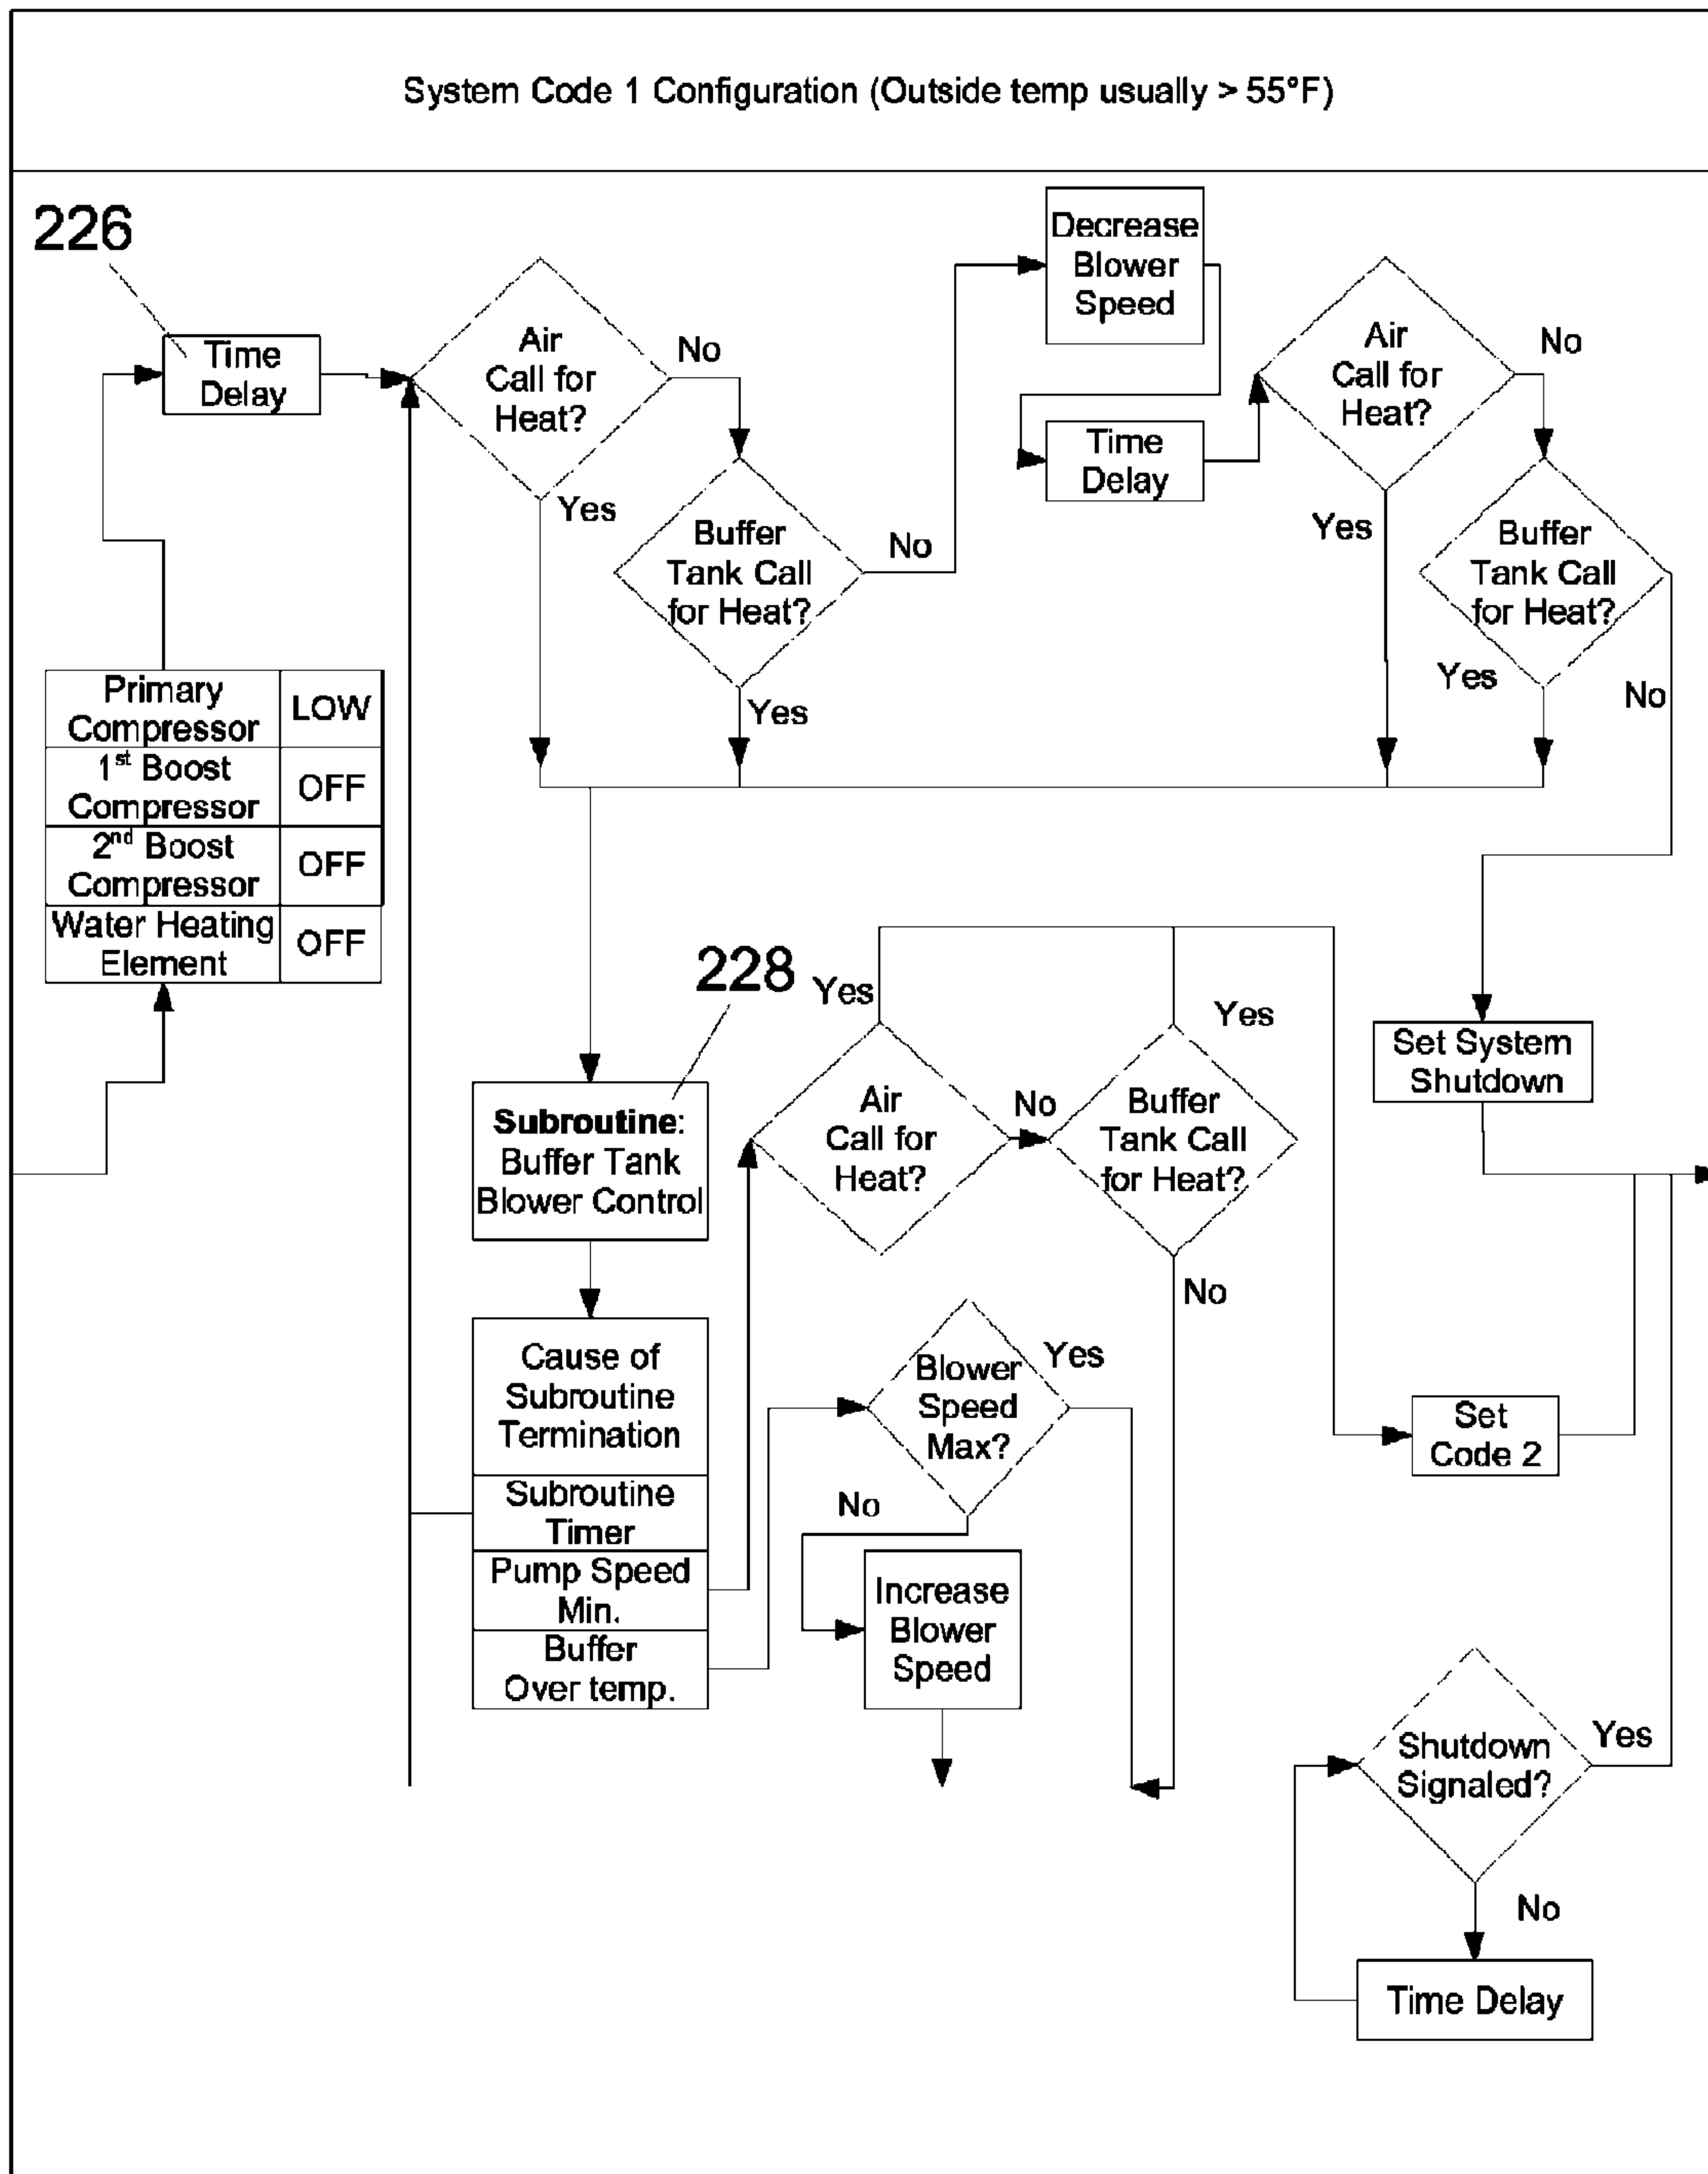 System Code 1 Configuration (Outside temp usually > 55°F)
226
Time
Delay
Air
Call for
Heat?
No
Yes
Buffer
Tank Call
for Heat?
No
Yes
Decrease
Blower
Speed
Time
Delay
Air
Call for
Heat?
No
Yes
Buffer
Tank Call
for Heat?
Yes
No
Primary
Compressor
LOW
1st Boost
Compressor
OFF
2nd Boost
Compressor
OFF
Water Heating
Element
OFF
228
Subroutine:
Buffer Tank
Blower Control
Yes
Air
Call for
Heat?
No
Yes
Buffer
Tank Call
for Heat?
No
Set System
Shutdown
Cause of
Subroutine
Termination
Subroutine
Timer
Pump Speed
Min.
Buffer
Over temp.
Blower
Speed
Max?
Yes
No
Increase
Blower
Speed
Set
Code 2
Shutdown
Signaled?
Yes
No
Time Delay